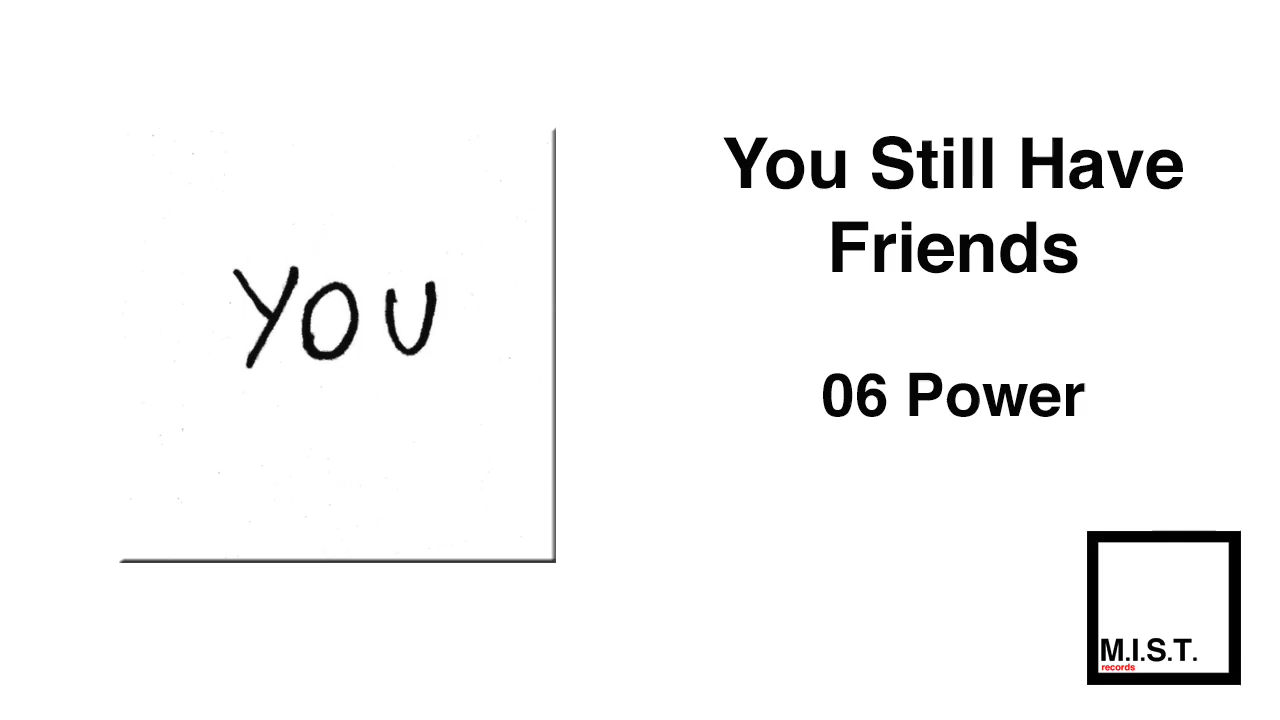 YOU
You Still Have
Friends
06 Power
M.I.S.T.
records